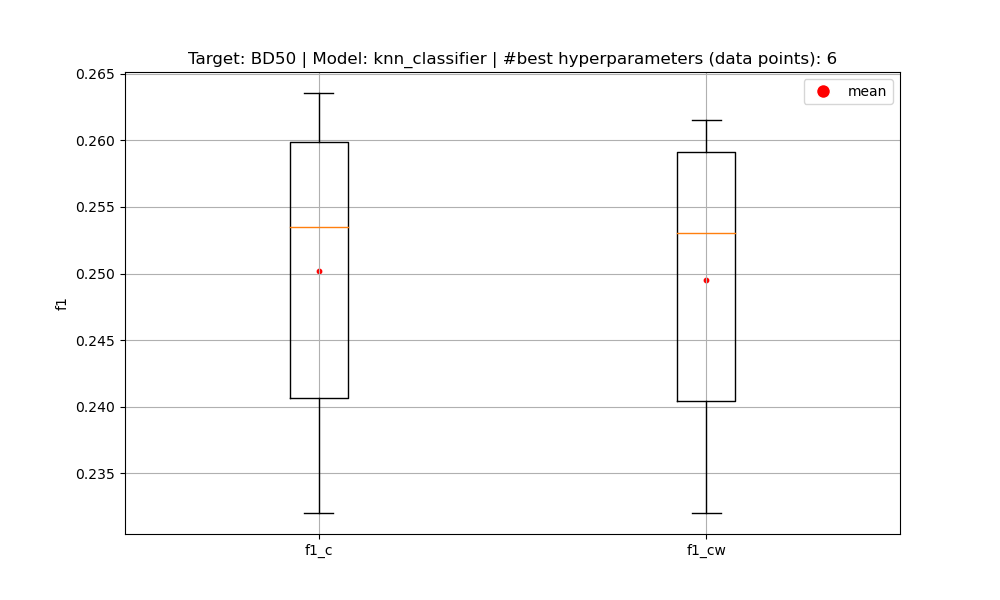 Target: BD50 | Model: knn_classifier | #best hyperparameters (data points): 6
mean
0.265
0.260
0.255
0.250
0.245
0.240
0.235
f1
f1_c
f1_cw